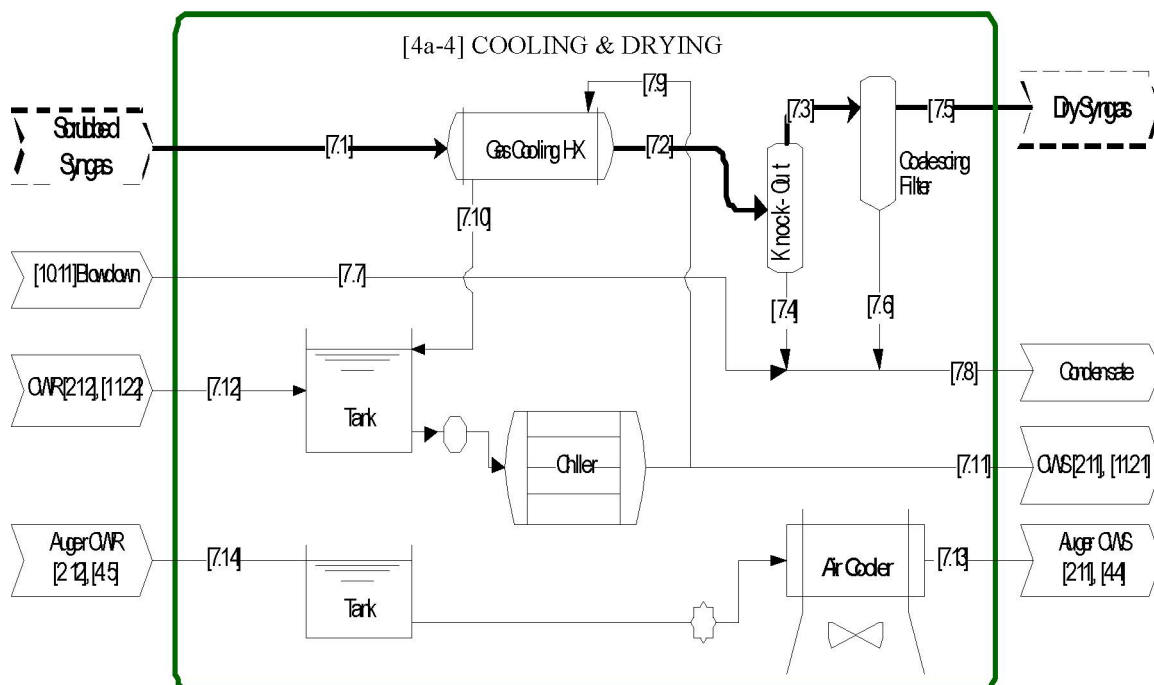 [4a-4] COOLING & DRYING
[7.9]
[7.3]
[7.5]
Dry Syngas
Scrubbed
Syngas
[7.1]
Gas Cooling HX
[7.2]
Knock-Out
Coalescing
Filter
[7.10]
[10.11] Blowdown
[7.7]
[7.4]
[7.6]
CWR [2.12], [11.22]
[7.12]
Tank
[7.8]
Condensate
Chiller
[7.11]
CWS [2.11], [11.21]
Auger CWR
[2.12], [4.5]
[7.14]
Tank
Air Cooler
[7.13]
Auger CWS
[2.11], [4.4]